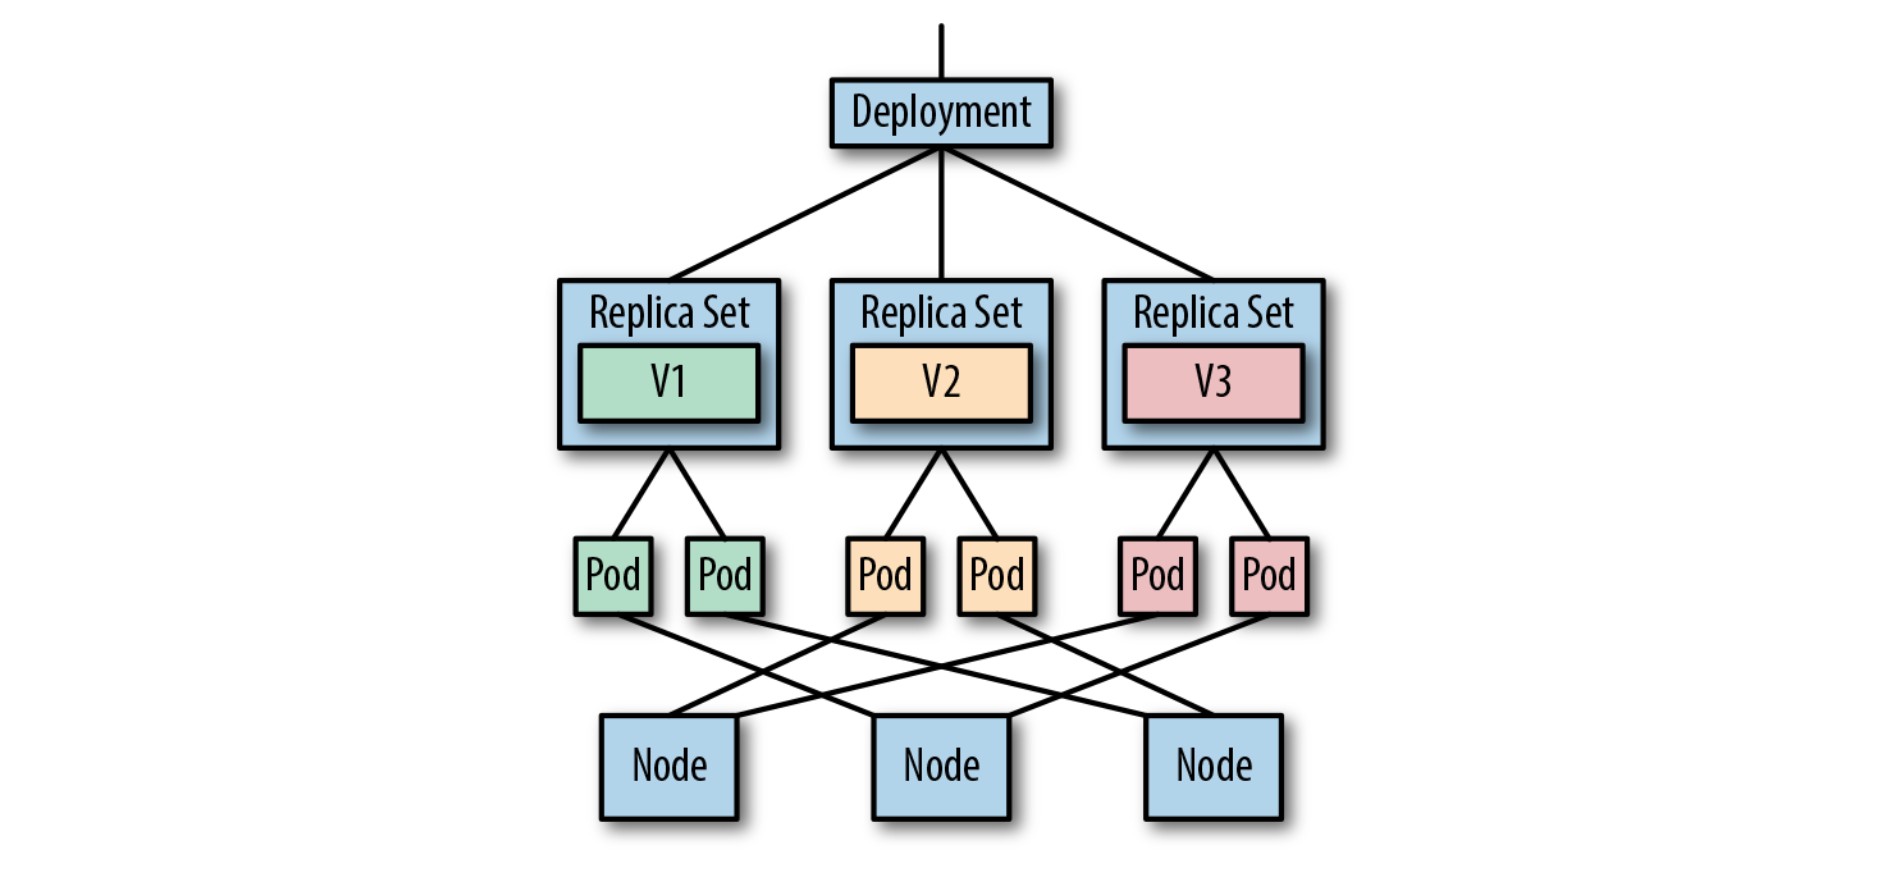 Deployment
Replica Set
V1
Replica Set
V2
Replica Set
V3
Pod
Pod
Pod
Pod
Pod
Pod
Node
Node
Node